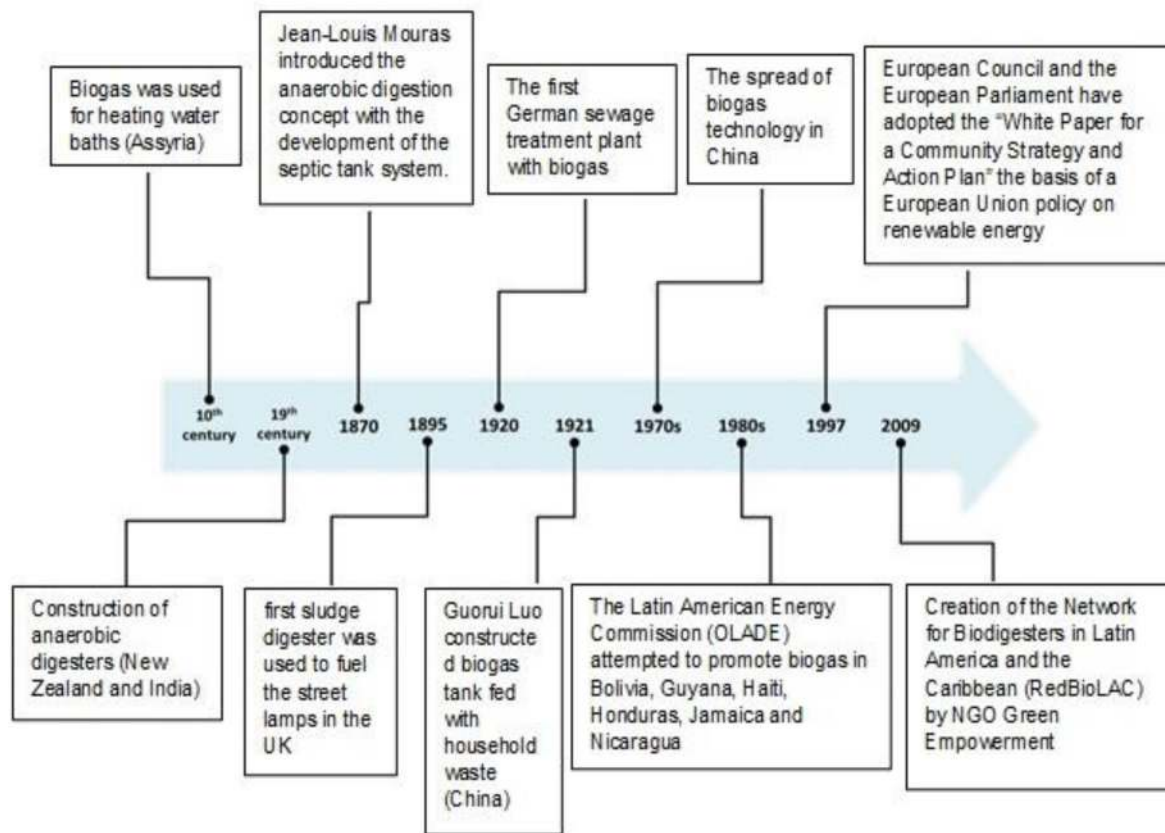 Jean-Louis Mouras
introduced the
anaerobic digestion
concept with the
development of the
septic tank system.
Biogas was used
for heating water
baths (Assyria)
The first
German sewage
treatment plant
with biogas
The spread of
biogas
technology in
China
European Council and the
European Parliament have
adopted the “White Paper for
a Community Strategy and
Action Plan” the basis of a
European Union policy on
renewable energy
10th
century
19th
century
1870
1895
1920
1921
1970s
1980s
1997
2009
Construction of
anaerobic
digesters (New
Zealand and India)
first sludge
digester was
used to fuel
the street
lamps in the
UK
Guorui Luo
constructe
d biogas
tank fed
with
household
waste
(China)
The Latin American Energy
Commission (OLADE)
attempted to promote biogas in
Bolivia, Guyana, Haiti,
Honduras, Jamaica and
Nicaragua
Creation of the Network
for Biodigesters in Latin
America and the
Caribbean (RedBioLAC)
by NGO Green
Empowerment